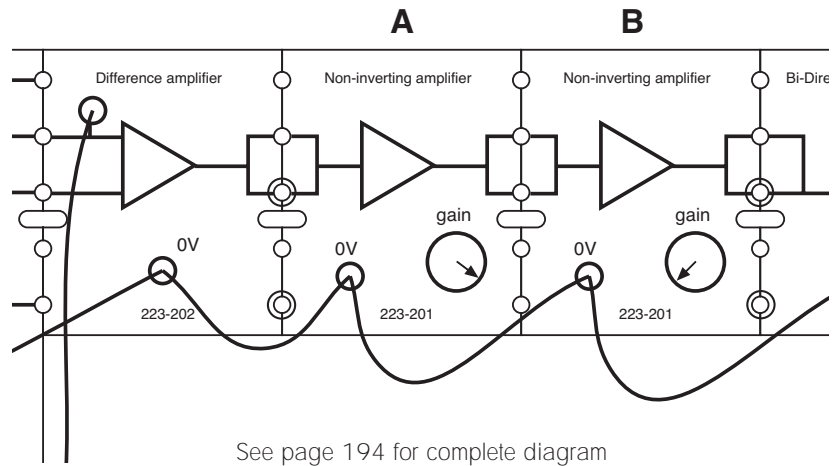 A B
Difference amplifier Non-inverting amplifier Non-inverting amplifier Bi-Dire
gain gain
0V 0V 0V
223-202 223-201 223-201
See page 194 for complete diagram